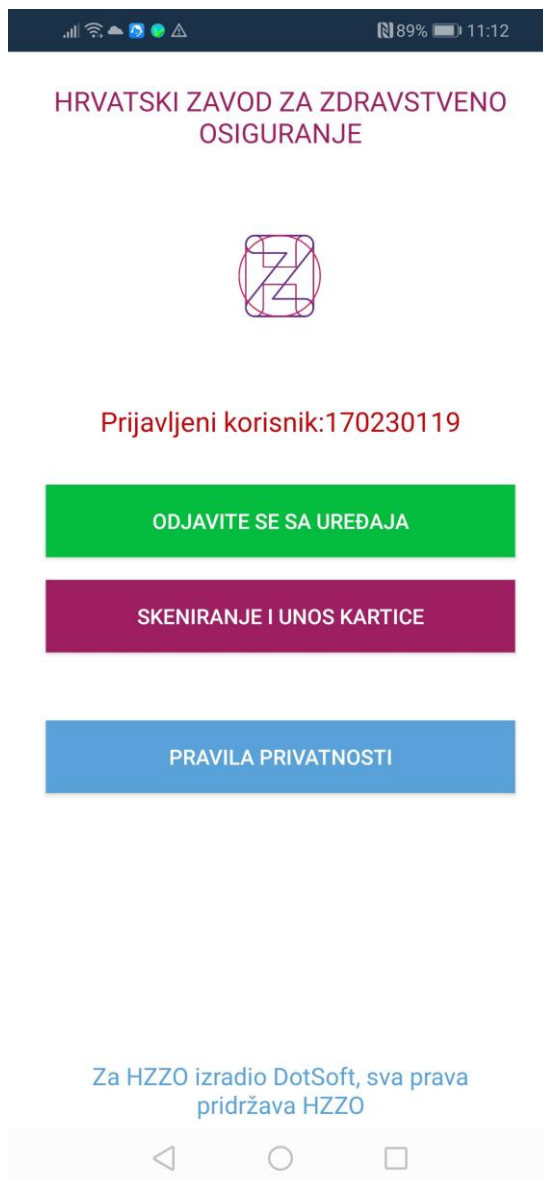 89% 11:12
HRVATSKI ZAVOD ZA ZDRAVSTVENO
OSIGURANJE
Prijavljeni korisnik:170230119
ODJAVITE SE SA UREĐAJA
SKENIRANJE I UNOS KARTICE
PRAVILA PRIVATNOSTI
Za HZZO izradio DotSoft, sva prava
pridržava HZZO